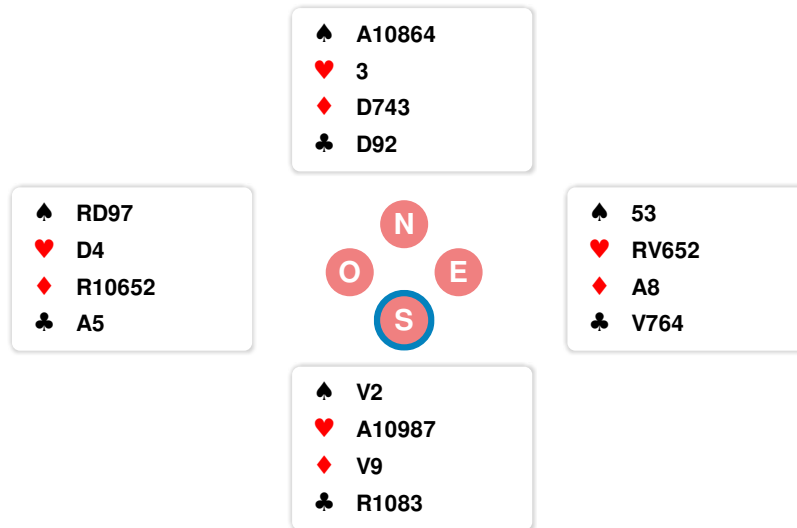 ♠ A10864
♥ 3
♦ D743
♣ D92
♠ RD97
♥ D4
♦ R10652
♣ A5
N
O E
S
♠ 53
♥ RV652
♦ A8
♣ V764
♠ V2
♥ A10987
♦ V9
♣ R1083